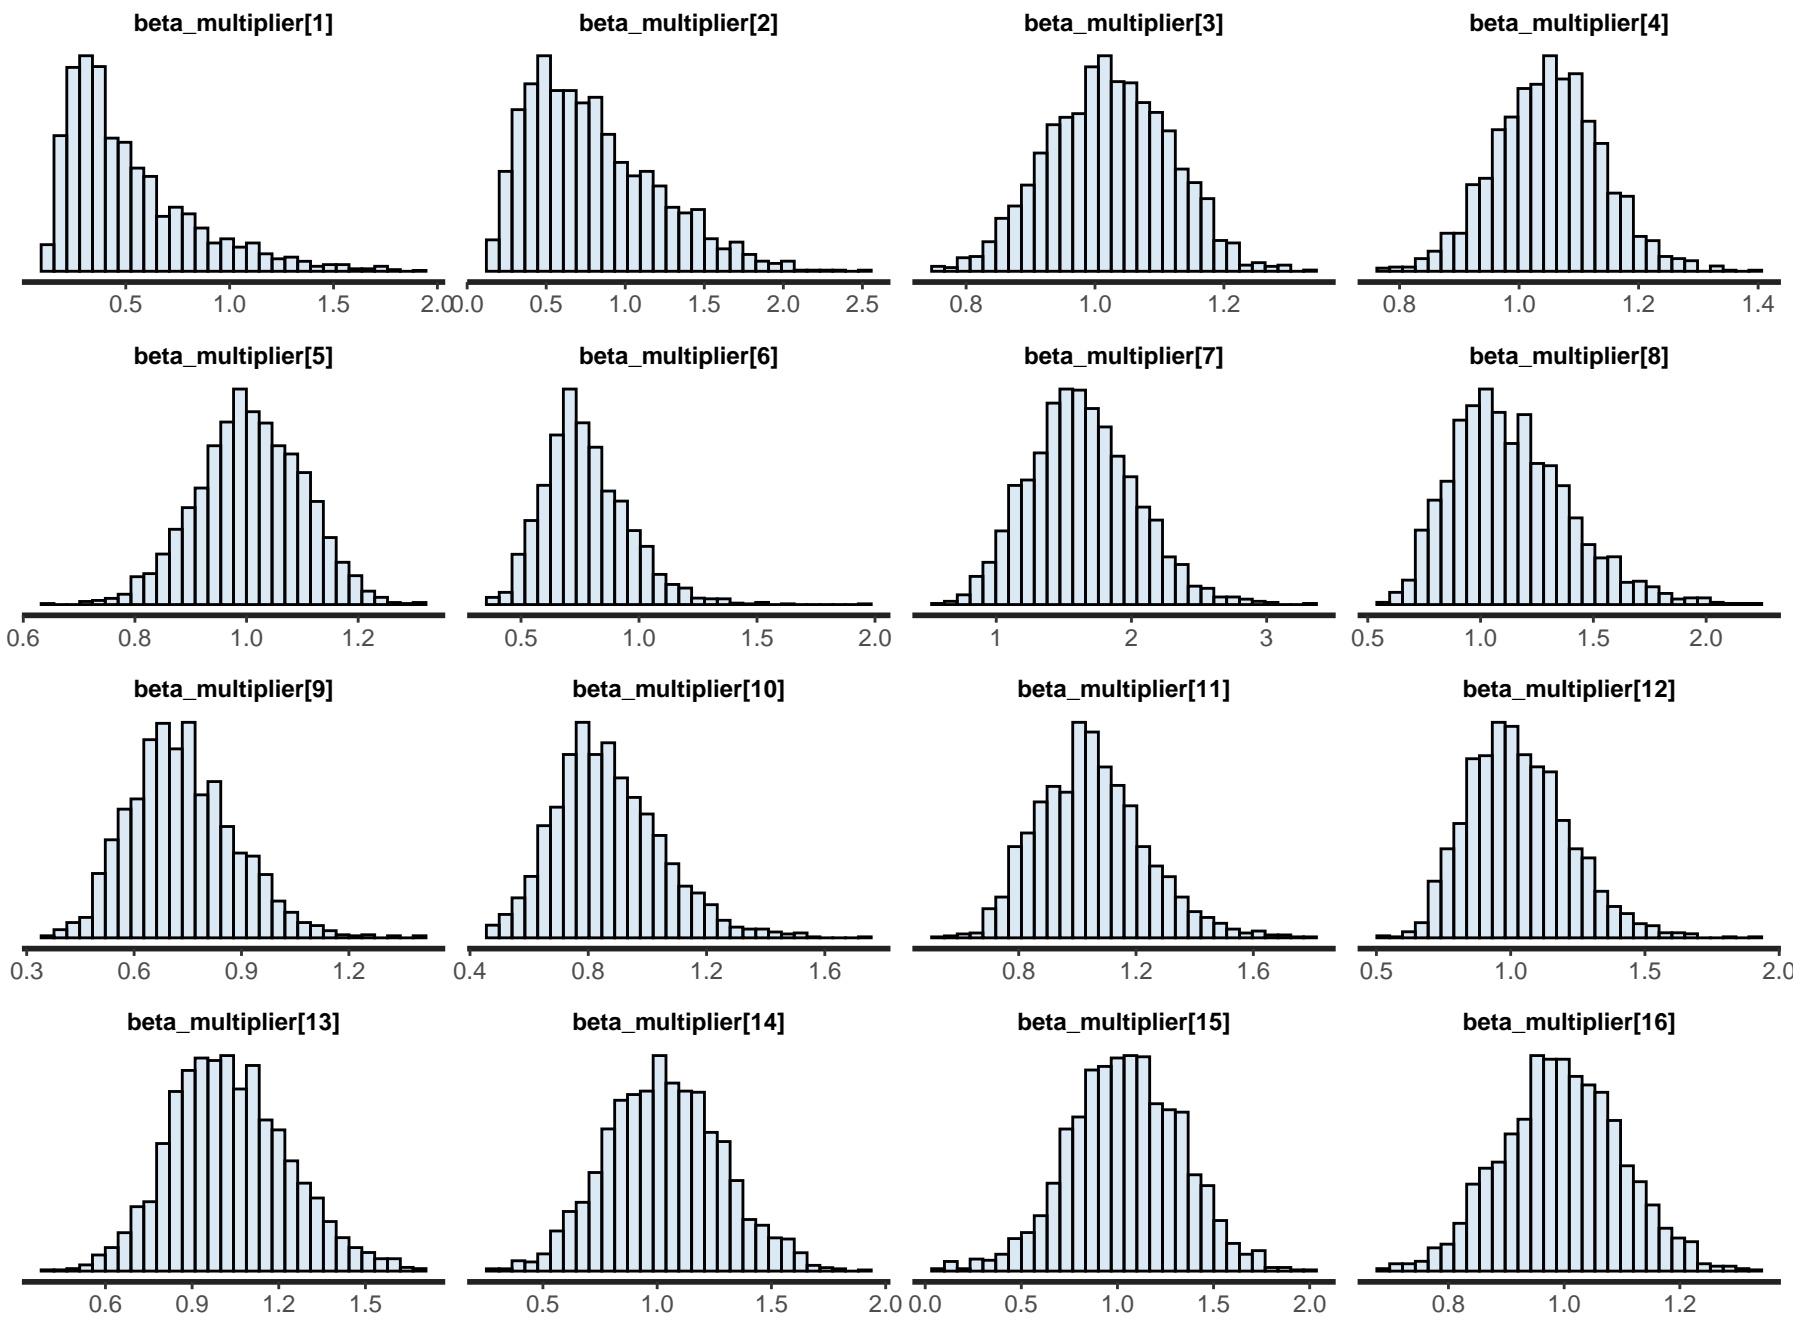 beta_multiplier[1] beta_multiplier[2] beta_multiplier[3] beta_multiplier[4]
0.5 1.0 1.5 2.0 0.0 0.5 1.0 1.5 2.0 2.5 0.8 1.0 1.2 0.8 1.0 1.2 1.4
beta_multiplier[5] beta_multiplier[6] beta_multiplier[7] beta_multiplier[8]
0.6 0.8 1.0 1.2 0.5 1.0 1.5 2.0 1 2 3 0.5 1.0 1.5 2.0
beta_multiplier[9] beta_multiplier[10] beta_multiplier[11] beta_multiplier[12]
0.3 0.6 0.9 1.2 0.4 0.8 1.2 1.6 0.8 1.2 1.6 0.5 1.0 1.5 2.0
beta_multiplier[13] beta_multiplier[14] beta_multiplier[15] beta_multiplier[16]
0.6 0.9 1.2 1.5 0.5 1.0 1.5 2.0 0.0 0.5 1.0 1.5 2.0 0.8 1.0 1.2